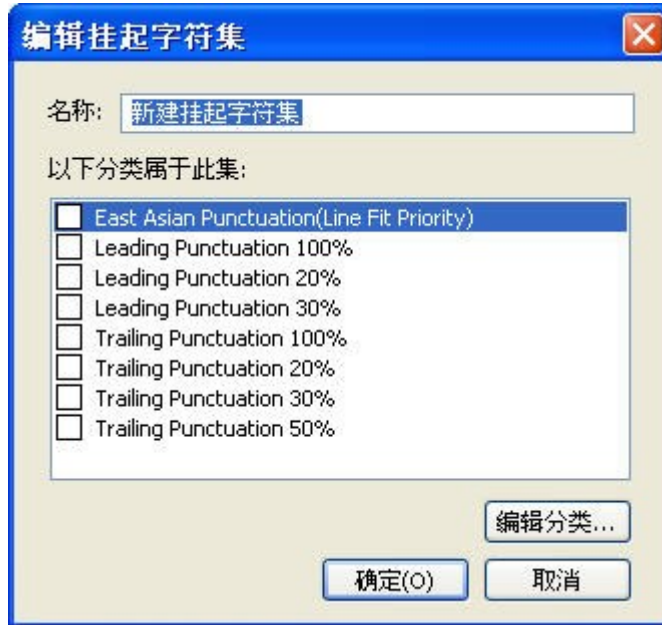 编辑挂起字符集
名称: 新建挂起字符集
以下分类属于此集:
East Asian Punctuation(Line Fit Priority)
Leading Punctuation 100%
Leading Punctuation 20%
Leading Punctuation 30%
Trailing Punctuation 100%
Trailing Punctuation 20%
Trailing Punctuation 30%
Trailing Punctuation 50%
编辑分类...
确定(O) 取消